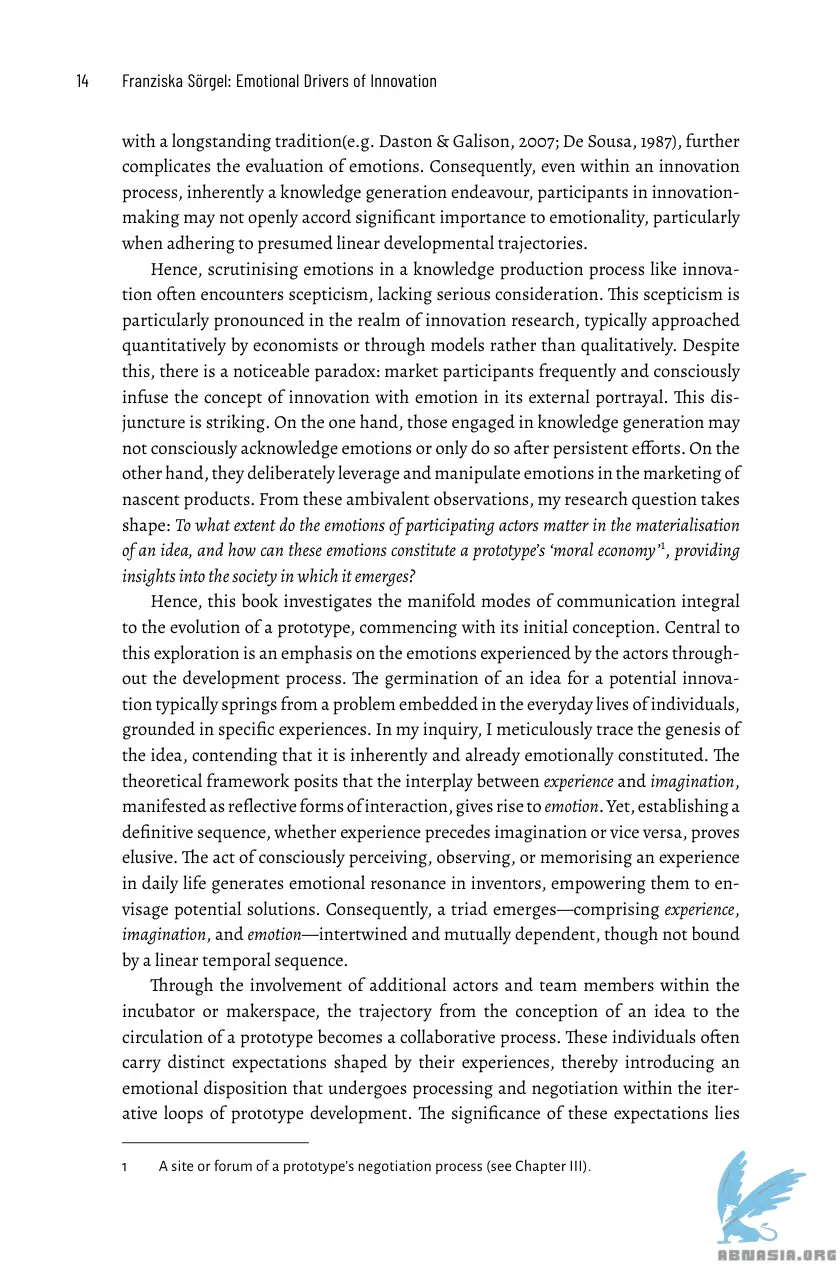 14 Franziska Sörgel: Emotional Drivers of Innovation
with a longstanding tradition(e.g. Daston & Galison, 2007; De Sousa, 1987), further
complicates the evaluation of emotions. Consequently, even within an innovation
process, inherently a knowledge generation endeavour, participants in innovation-
making may not openly accord significant importance to emotionality, particularly
when adhering to presumed linear developmental trajectories.
Hence, scrutinising emotions in a knowledge production process like innova-
tion often encounters scepticism, lacking serious consideration. This scepticism is
particularly pronounced in the realm of innovation research, typically approached
quantitatively by economists or through models rather than qualitatively. Despite
this, there is a noticeable paradox: market participants frequently and consciously
infuse the concept of innovation with emotion in its external portrayal. This dis-
juncture is striking. On the one hand, those engaged in knowledge generation may
not consciously acknowledge emotions or only do so after persistent efforts. On the
other hand, they deliberately leverage and manipulate emotions in the marketing of
nascent products. From these ambivalent observations, my research question takes
shape: To what extent do the emotions of participating actors matter in the materialisation
of an idea, and how can these emotions constitute a prototype's ‘moral economy’¹, providing
insights into the society in which it emerges?
Hence, this book investigates the manifold modes of communication integral
to the evolution of a prototype, commencing with its initial conception. Central to
this exploration is an emphasis on the emotions experienced by the actors through-
out the development process. The germination of an idea for a potential innova-
tion typically springs from a problem embedded in the everyday lives of individuals,
grounded in specific experiences. In my inquiry, I meticulously trace the genesis of
the idea, contending that it is inherently and already emotionally constituted. The
theoretical framework posits that the interplay between experience and imagination,
manifested as reflective forms of interaction, gives rise to emotion. Yet, establishing a
definitive sequence, whether experience precedes imagination or vice versa, proves
elusive. The act of consciously perceiving, observing, or memorising an experience
in daily life generates emotional resonance in inventors, empowering them to en-
visage potential solutions. Consequently, a triad emerges—comprising experience,
imagination, and emotion—intertwined and mutually dependent, though not bound
by a linear temporal sequence.
Through the involvement of additional actors and team members within the
incubator or makerspace, the trajectory from the conception of an idea to the
circulation of a prototype becomes a collaborative process. These individuals often
carry distinct expectations shaped by their experiences, thereby introducing an
emotional disposition that undergoes processing and negotiation within the iter-
ative loops of prototype development. The significance of these expectations lies
1 A site or forum of a prototype's negotiation process (see Chapter III).
ABNASIA.ORG